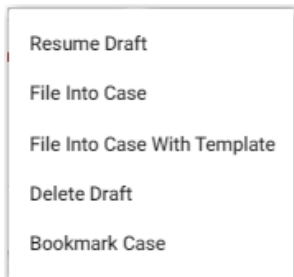 Resume Draft
File Into Case
File Into Case With Template
Delete Draft
Bookmark Case